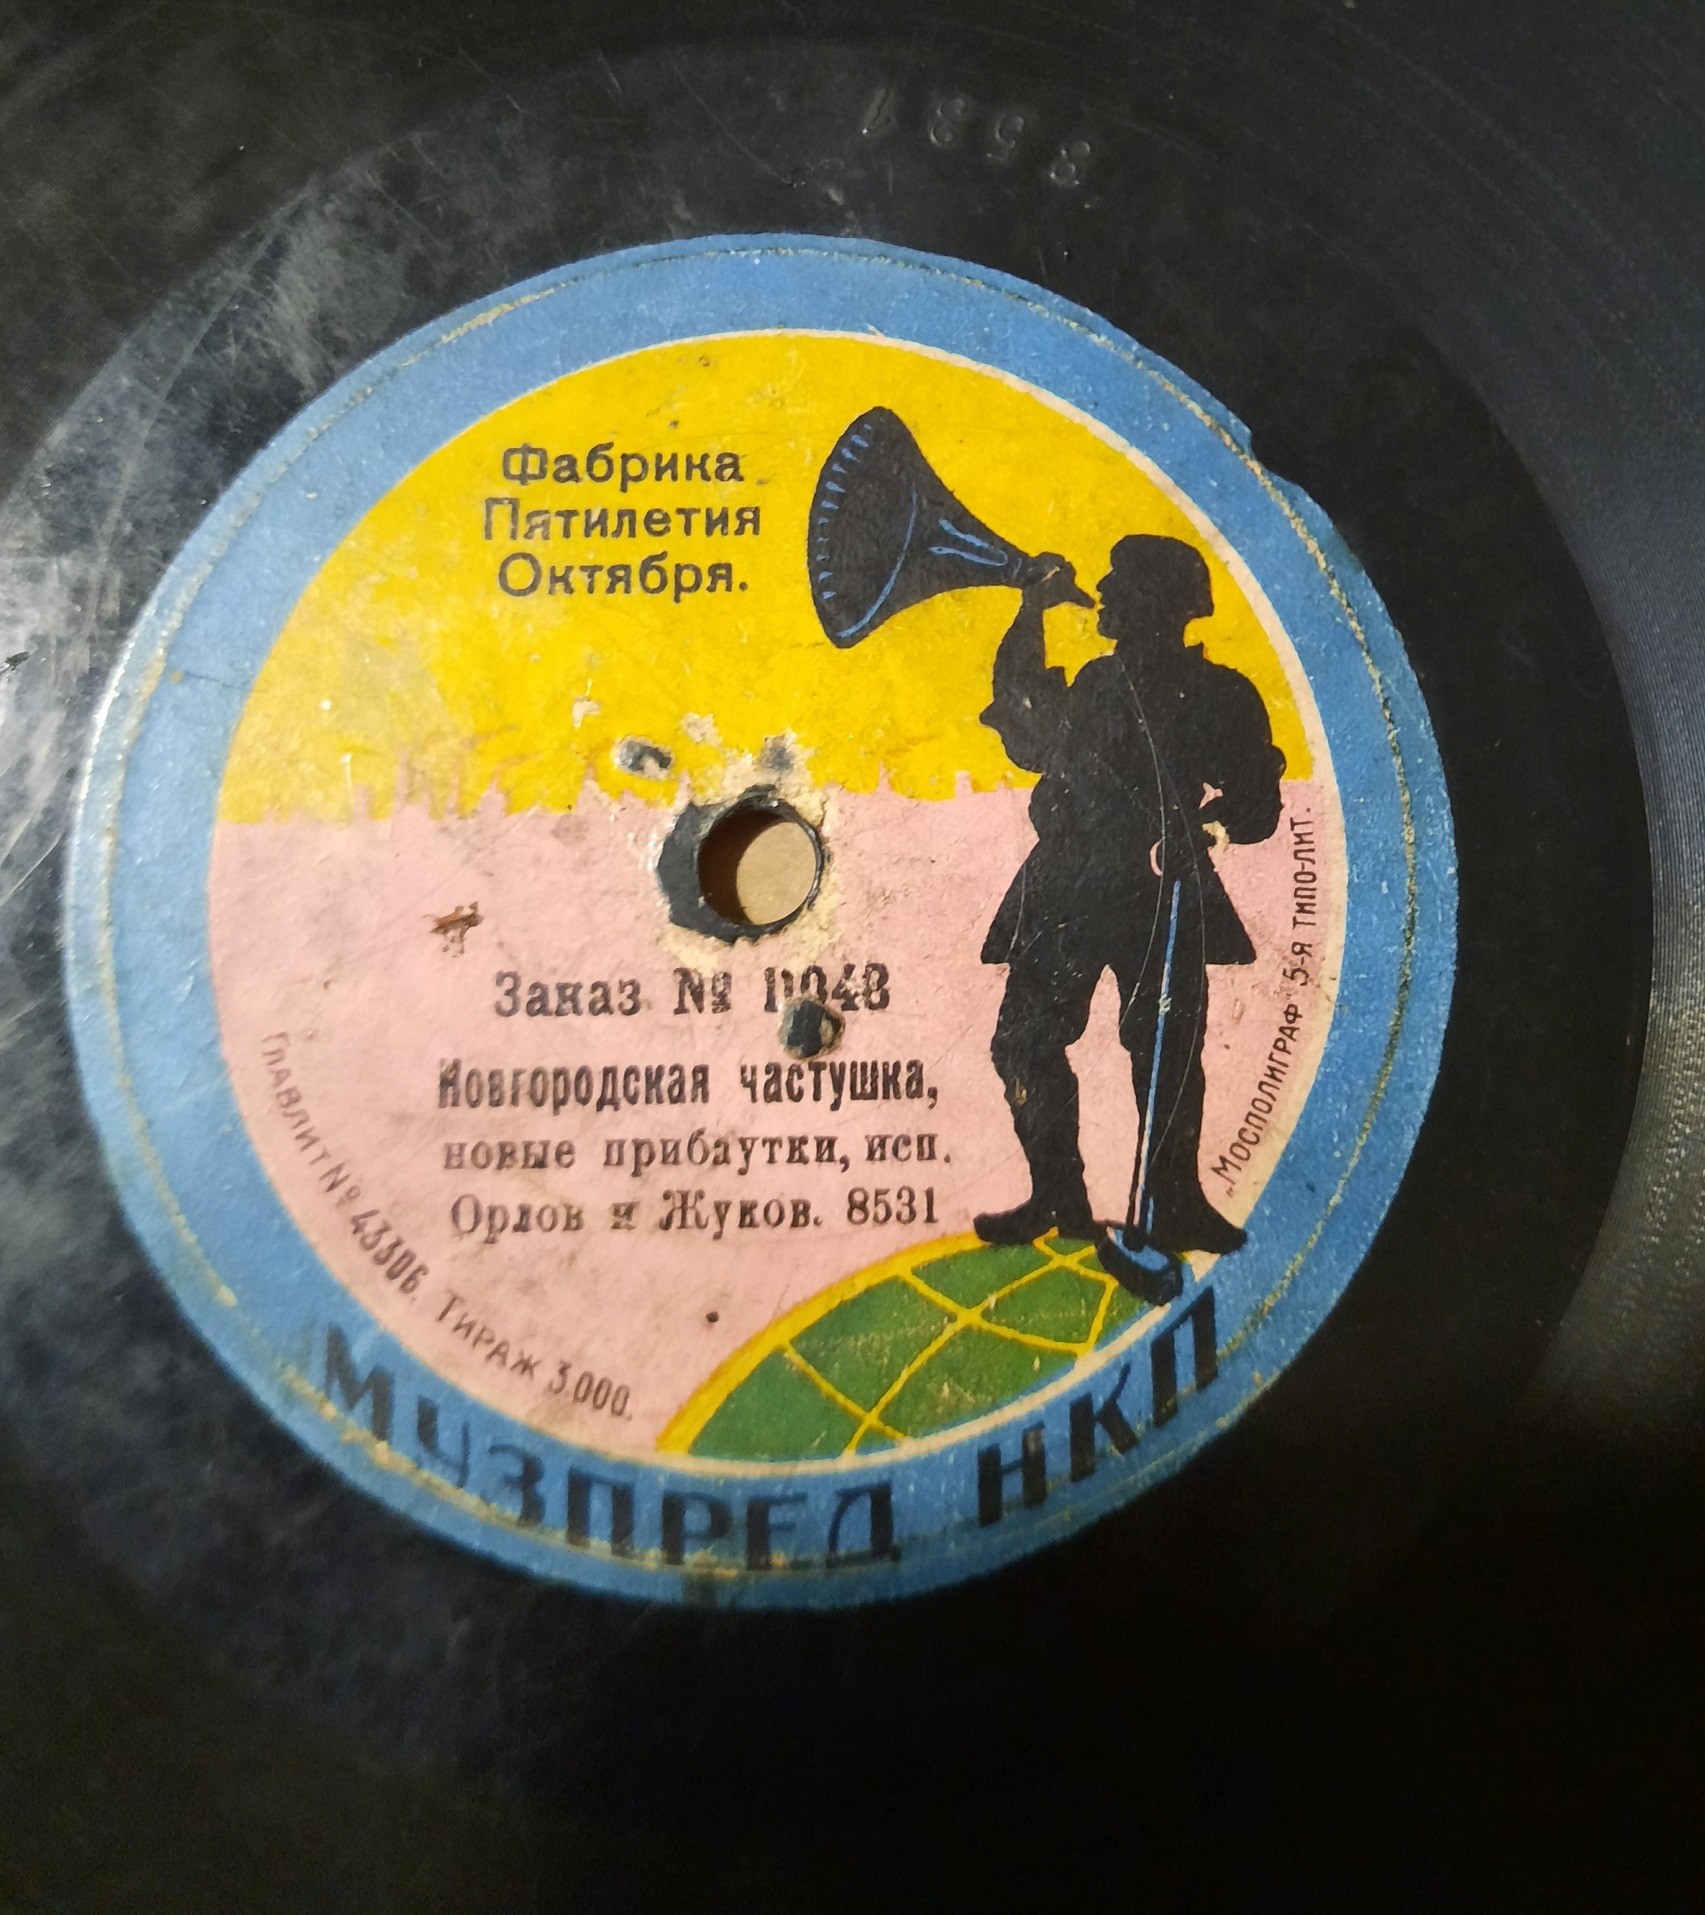 8531
Фабрика
Пятилетия
Октября.
Заказ №
Новгородская частушка,
новые прибаутки, исп.
Орлов и Жуков. 8531
Главлит № 43306. Тираж 3.000.
„Мосполиграф" 5-я типо-лит.
МУЗПРЕД НКП